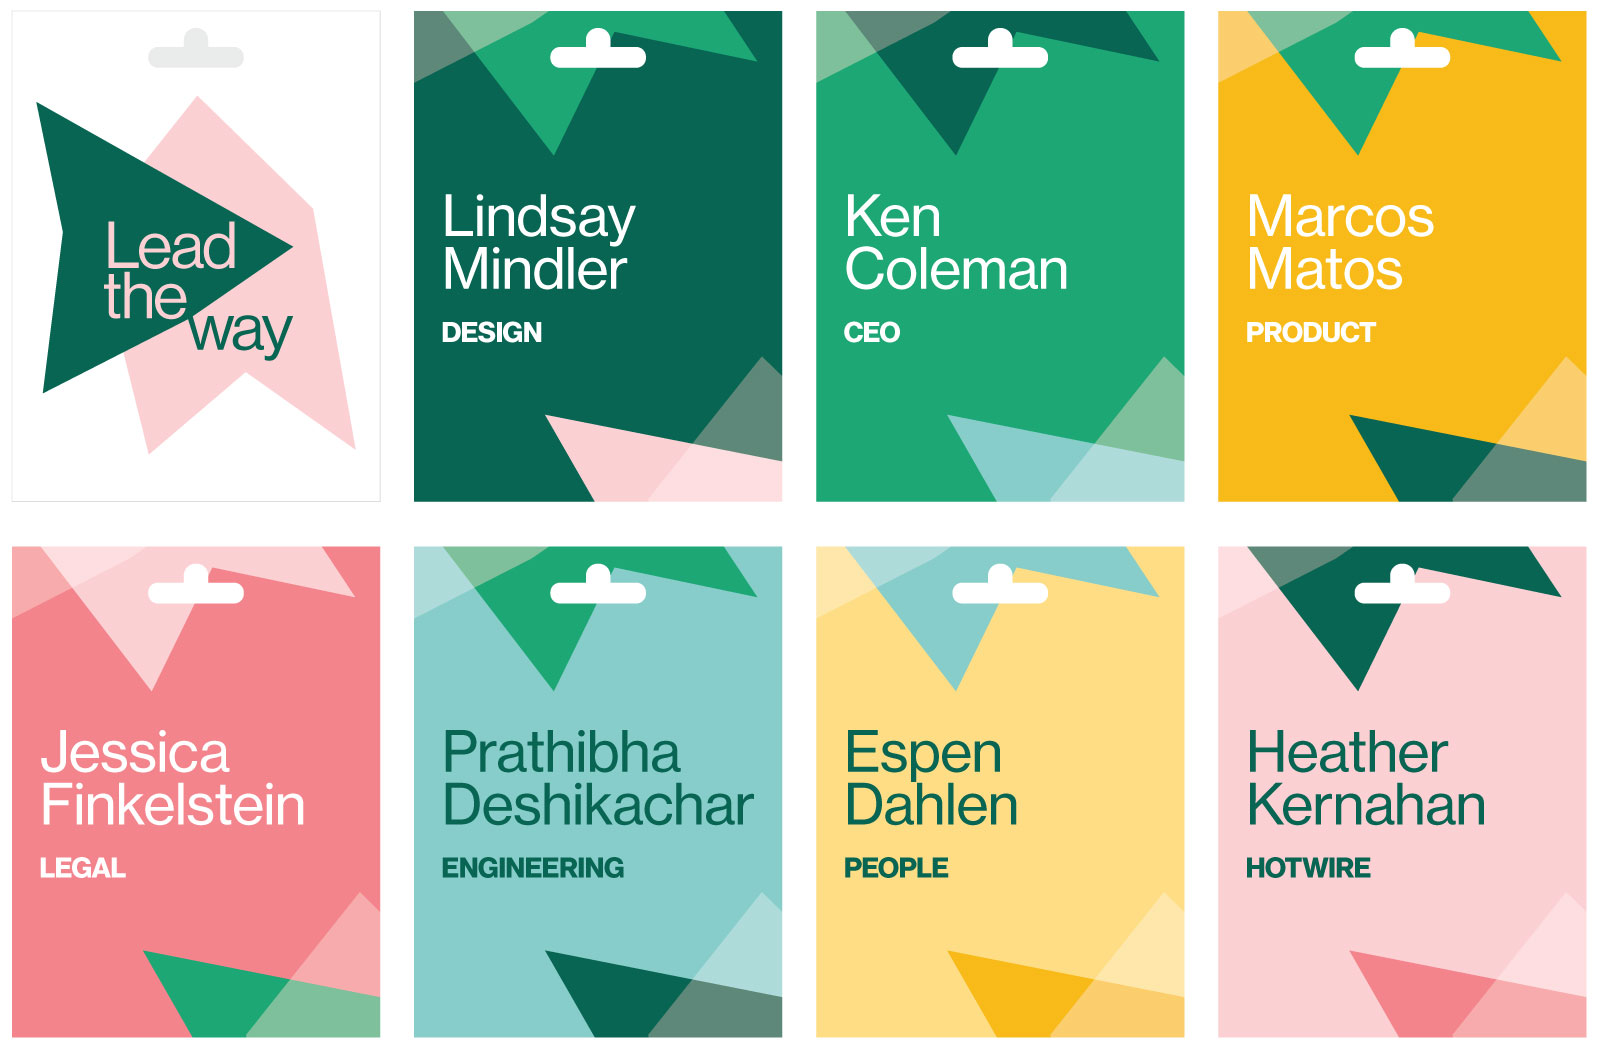 Lead
the
way
Lindsay
Mindler
DESIGN
Ken
Coleman
CEO
Marcos
Matos
PRODUCT
Jessica
Finkelstein
LEGAL
Prathibha
Deshikachar
ENGINEERING
Espen
Dahlen
PEOPLE
Heather
Kernahan
HOTWIRE